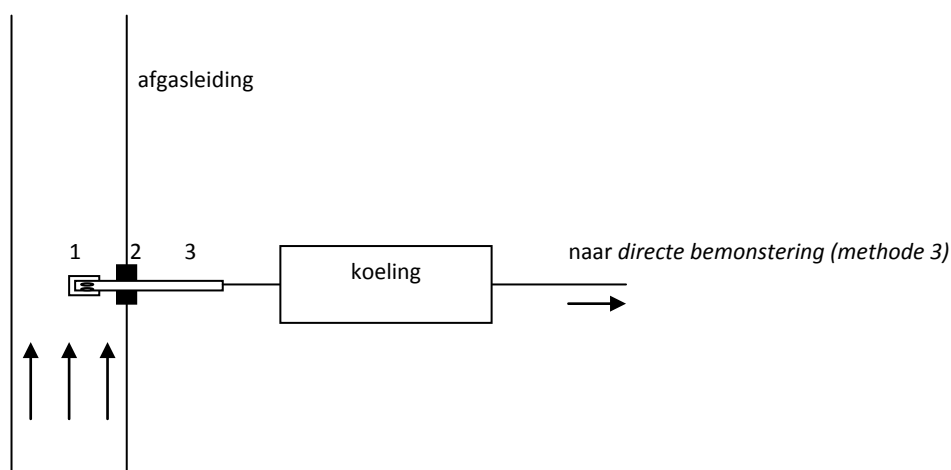 afgasleiding
1 2 3
koeling
naar directe bemonstering (methode 3)